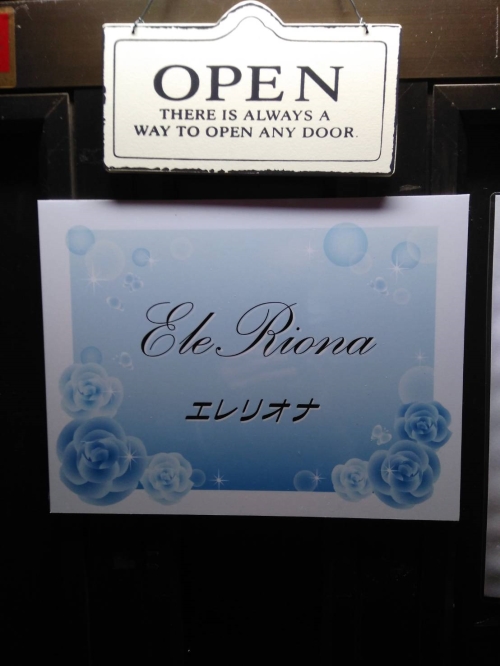 OPEN
THERE IS ALWAYS A
WAY TO OPEN ANY DOOR.
Ele Riona
エレリオナ